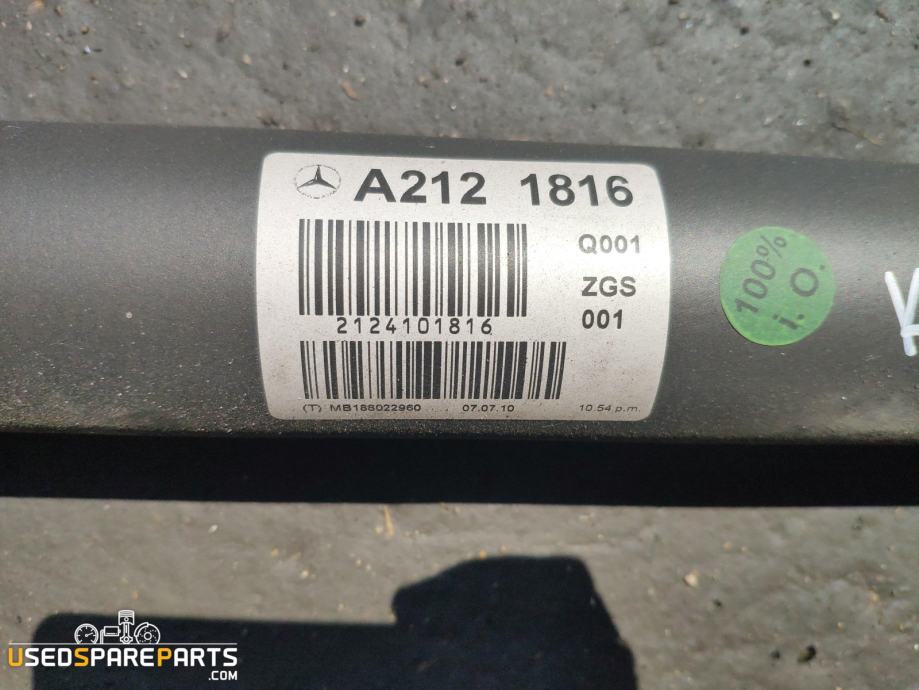 A212 1816
Q001
ZGS
001
2124101816
(T) MB186022960 07.07.10 10.54 p.m.
100%
i. O.
USEDSPAREPARTS
.COM